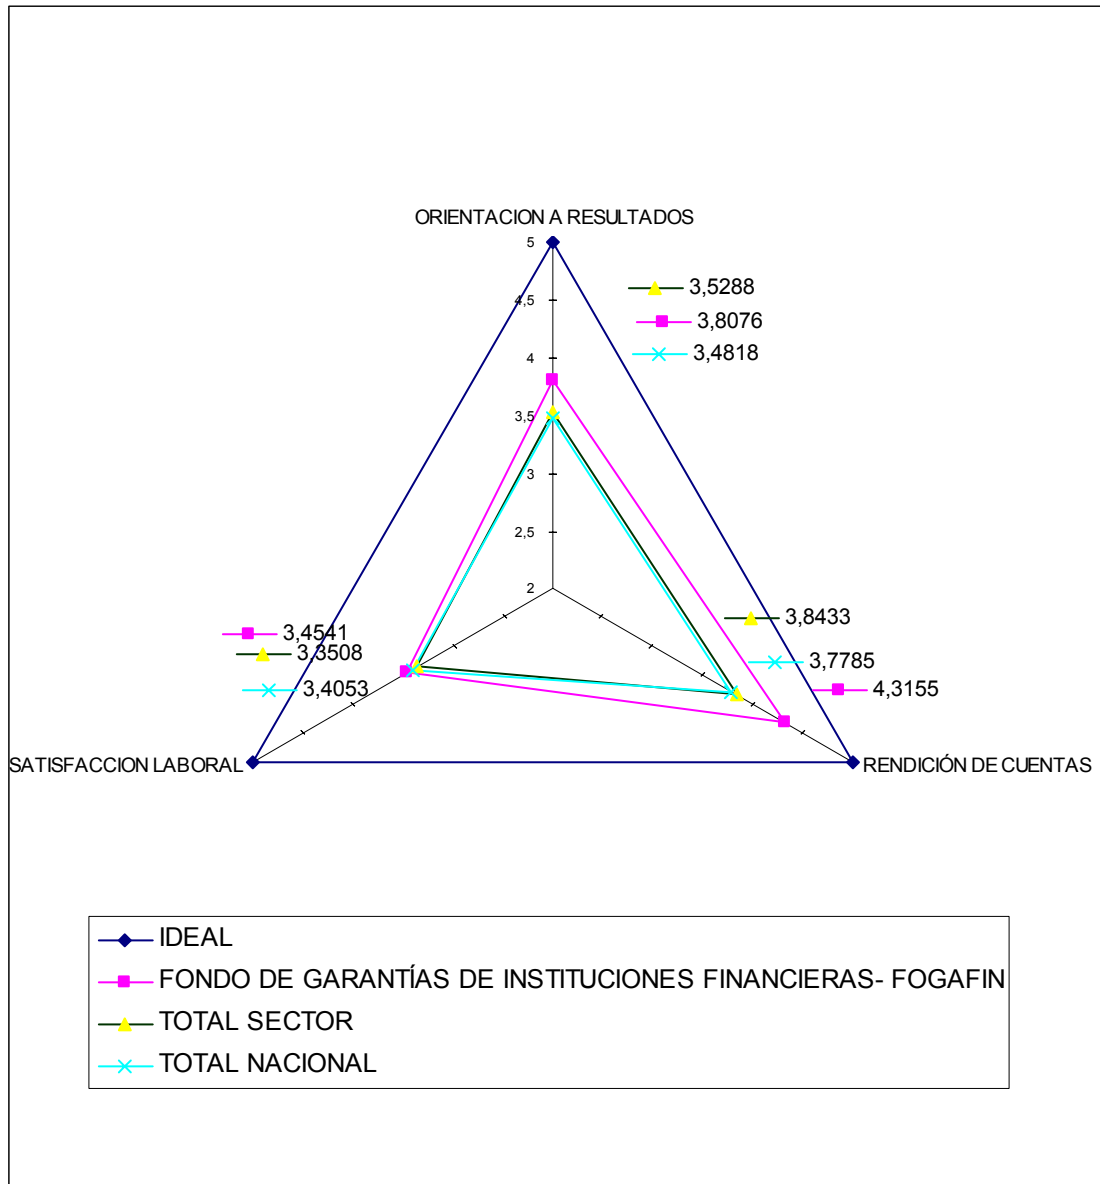 ORIENTACION A RESULTADOS
5
3,5288
4,5
3,8076
3,4818
4
3,5
3
2,5
2
3,8433
3,4541
3,3508
3,7785
3,4053
4,3155
SATISFACCION LABORAL
RENDICIÓN DE CUENTAS
IDEAL
FONDO DE GARANTÍAS DE INSTITUCIONES FINANCIERAS- FOGAFIN
TOTAL SECTOR
TOTAL NACIONAL